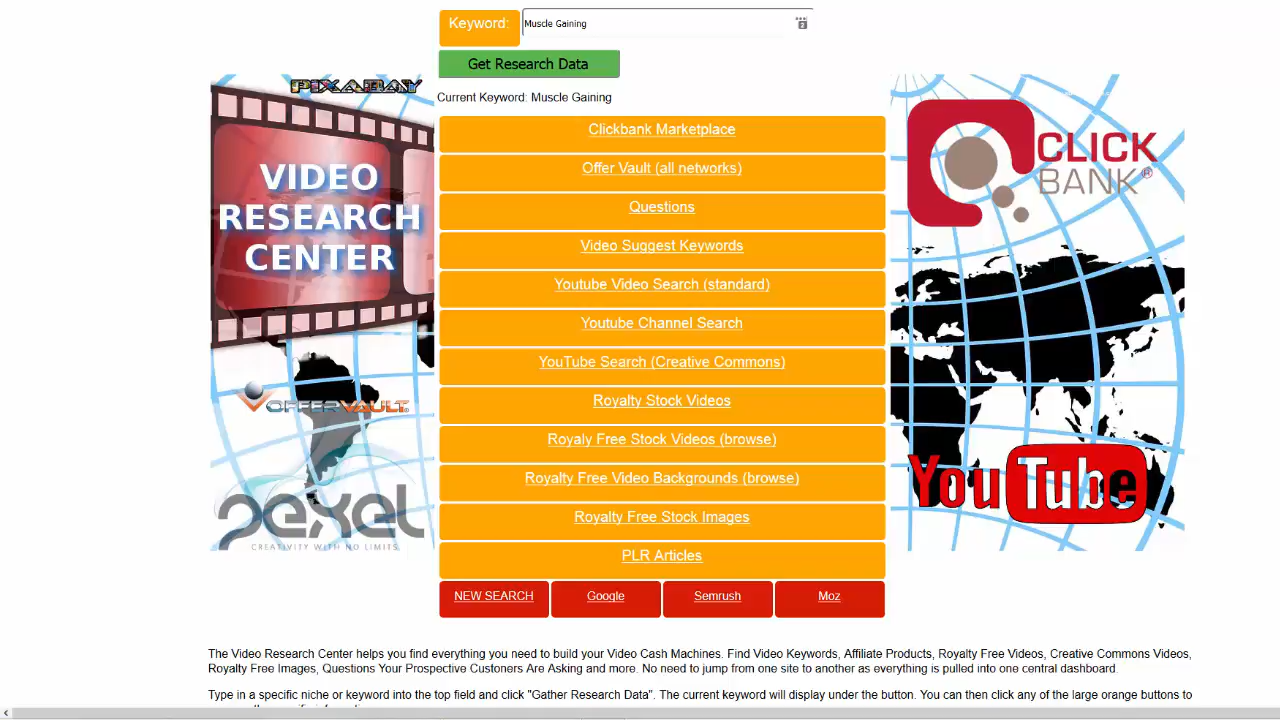 Keyword:
Muscle Gaining
Get Research Data
Current Keyword: Muscle Gaining
PIXABAY
VIDEO
RESEARCH
CENTER
OFFERVAULT
pexel
CREATIVITY WITH NO LIMITS.
Clickbank Marketplace
Offer Vault (all networks)
Questions
Video Suggest Keywords
Youtube Video Search (standard)
Youtube Channel Search
YouTube Search (Creative Commons)
Royalty Stock Videos
Royaly Free Stock Videos (browse)
Royalty Free Video Backgrounds (browse)
Royalty Free Stock Images
PLR Articles
NEW SEARCH
Google
Semrush
Moz
CLICK
BANK®
YouTube
The Video Research Center helps you find everything you need to build your Video Cash Machines. Find Video Keywords, Affiliate Products, Royalty Free Videos, Creative Commons Videos,
Royalty Free Images, Questions Your Prospective Custoners Are Asking and more. No need to jump from one site to another as everything is pulled into one central dashboard.
Type in a specific niche or keyword into the top field and click "Gather Research Data". The current keyword will display under the button. You can then click any of the large orange buttons to